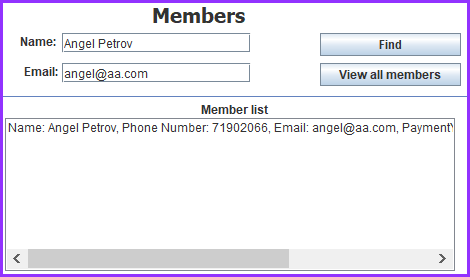 Members
Name: Angel Petrov Find
Email: angel@aa.com View all members
Member list
Name: Angel Petrov, Phone Number: 71902066, Email: angel@aa.com, Payment